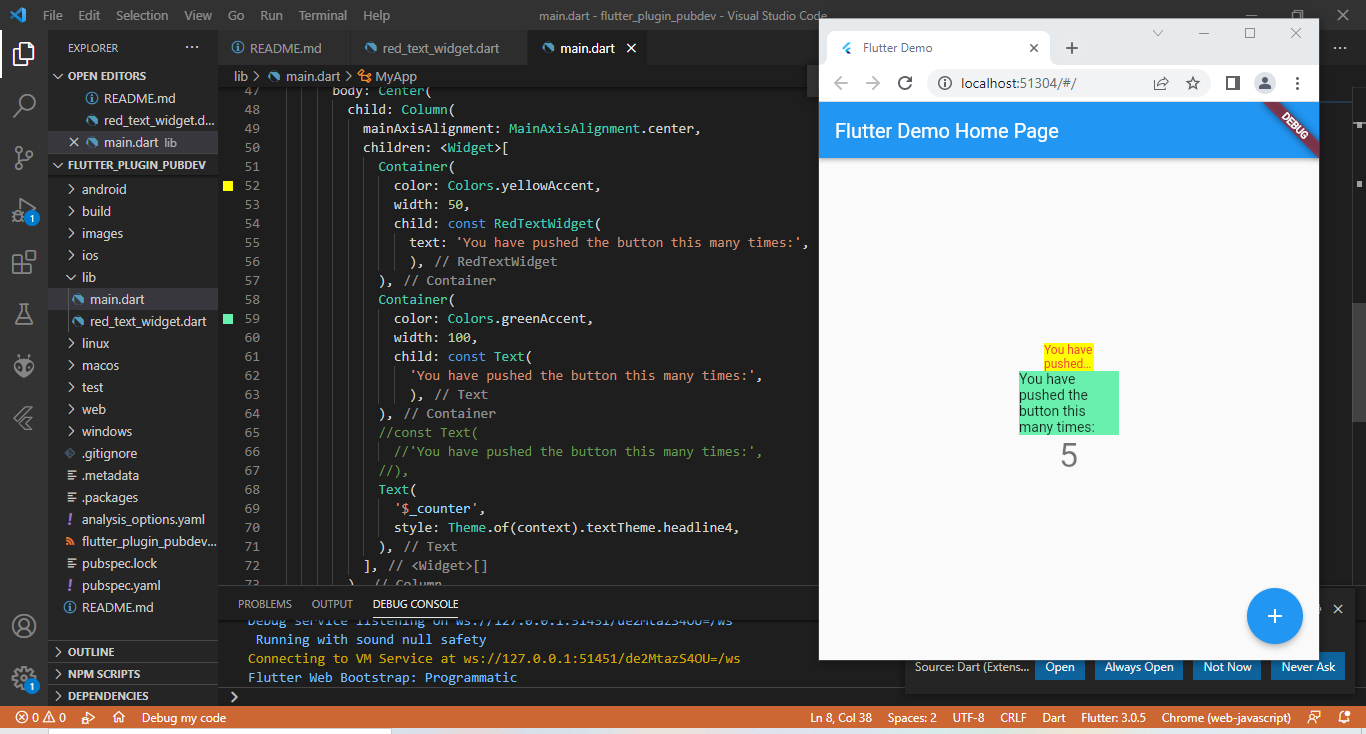 File Edit Selection View Go Run Terminal Help
main.dart - flutter_plugin_pubdev - Visual Studio Code
EXPLORER
OPEN EDITORS
README.md
red_text_widget.d...
main.dart lib
FLUTTER_PLUGIN_PUBDEV
android
build
images
ios
lib
main.dart
red_text_widget.dart
linux
macos
test
web
windows
.gitignore
.metadata
.packages
analysis_options.yaml
flutter_plugin_pubdev...
pubspec.lock
pubspec.yaml
README.md
OUTLINE
NPM SCRIPTS
DEPENDENCIES
1
1
README.md
red_text_widget.dart
main.dart
lib > main.dart > MyApp
47 body: Center(
48 child: Column(
49 mainAxisAlignment: MainAxisAlignment.center,
50 children: <Widget>[
51 Container(
52 color: Colors.yellowAccent,
53 width: 50,
54 child: const RedTextWidget(
55 text: 'You have pushed the button this many times:',
56 ), // RedTextWidget
57 ), // Container
58 Container(
59 color: Colors.greenAccent,
60 width: 100,
61 child: const Text(
62 'You have pushed the button this many times:',
63 ), // Text
64 ), // Container
65 //const Text(
66 //'You have pushed the button this many times:',
67 //),
68 Text(
69 '$_counter',
70 style: Theme.of(context).textTheme.headline4,
71 ), // Text
72 ], // <Widget>[]
73 ), // Column
PROBLEMS OUTPUT DEBUG CONSOLE
Debug service listening on ws://127.0.0.1:51451/de2MtazS4OU=/ws
Running with sound null safety
Connecting to VM Service at ws://127.0.0.1:51451/de2MtazS4OU=/ws
Flutter Web Bootstrap: Programmatic
Flutter Demo
localhost:51304/#/
Flutter Demo Home Page
DEBUG
You have
pushed...
You have
pushed the
button this
many times:
5
Source: Dart (Extens...
Open
Always Open
Not Now
Never Ask
0 0 Debug my code
Ln 8, Col 38 Spaces: 2 UTF-8 CRLF Dart Flutter: 3.0.5 Chrome (web-javascript)